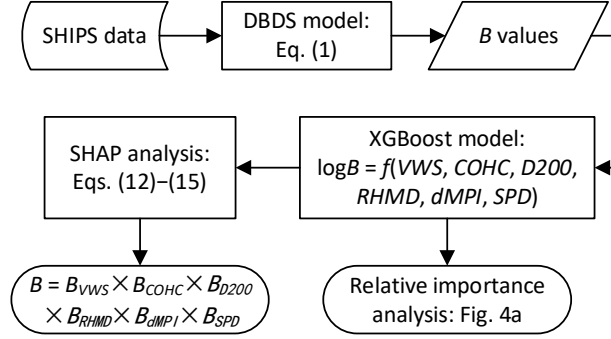 SHIPS data
DBDS model:
Eq. (1)
B values
SHAP analysis:
Eqs. (12)–(15)
XGBoost model:
logB = f(VWS, COHC, D200,
RHMD, dMPI, SPD)
B = BVWS × BCOHC × BD200
× BRHMD × BdMPI × BSPD
Relative importance
analysis: Fig. 4a